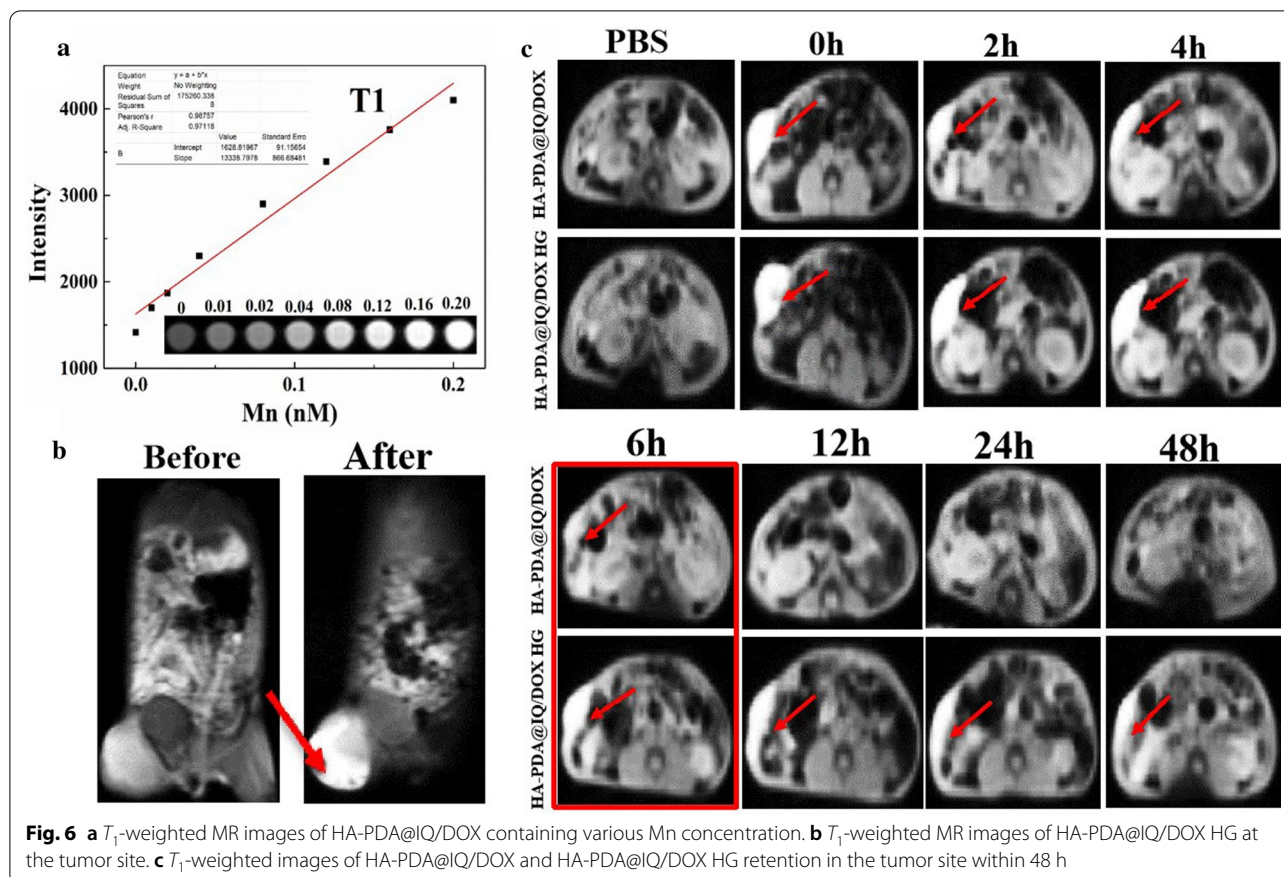 a
Equation y = a + b*x
Weight No Weighting
Residual Sum of Squares 175260.338
8
Pearson's r 0.98757
Adj. R-Square 0.97118
Value Standard Erro
B Intercept 1628.81967 91.15654
Slope 13338.7978 866.68481
T1
4000
3000
2000
1000
Intensity
0 0.01 0.02 0.04 0.08 0.12 0.16 0.20
0.0 0.1 0.2
Mn (nM)
b
Before After
c
PBS 0h 2h 4h
HA-PDA@IQ/DOX
HA-PDA@IQ/DOX HG
6h 12h 24h 48h
HA-PDA@IQ/DOX
HA-PDA@IQ/DOX HG
Fig. 6 a T₁-weighted MR images of HA-PDA@IQ/DOX containing various Mn concentration. b T₁-weighted MR images of HA-PDA@IQ/DOX HG at
the tumor site. c T₁-weighted images of HA-PDA@IQ/DOX and HA-PDA@IQ/DOX HG retention in the tumor site within 48 h